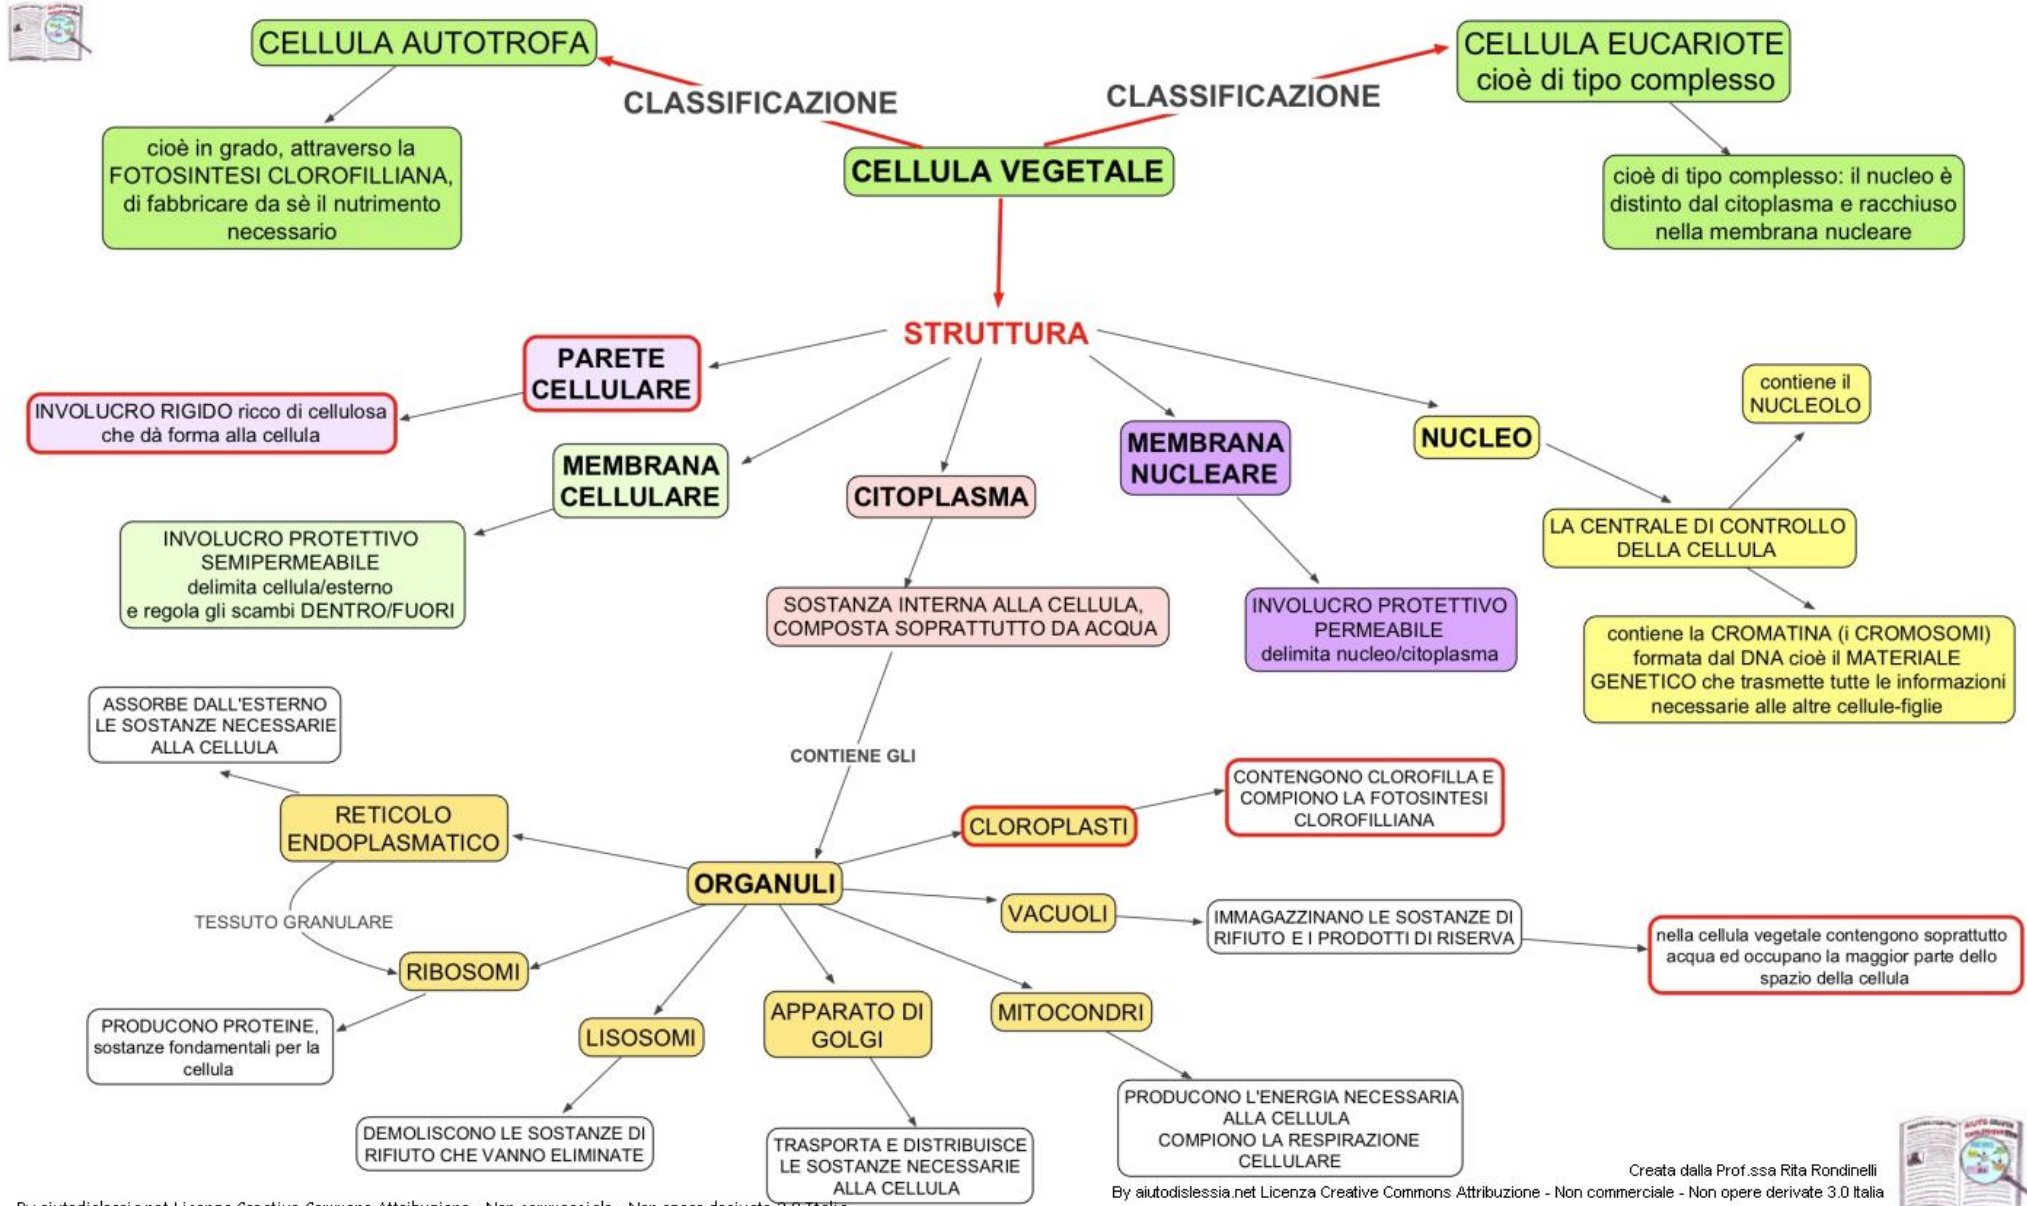 CELLULA AUTOTROFA
CELLULA EUCARIOTE
cioè di tipo complesso
CLASSIFICAZIONE
CLASSIFICAZIONE
cioè in grado, attraverso la
FOTOSINTESI CLOROFILLIANA,
di fabbricare da sè il nutrimento
necessario
CELLULA VEGETALE
cioè di tipo complesso: il nucleo è
distinto dal citoplasma e racchiuso
nella membrana nucleare
STRUTTURA
PARETE
CELLULARE
INVOLUCRO RIGIDO ricco di cellulosa
che dà forma alla cellula
MEMBRANA
CELLULARE
INVOLUCRO PROTETTIVO
SEMIPERMEABILE
delimita cellula/esterno
e regola gli scambi DENTRO/FUORI
CITOPLASMA
SOSTANZA INTERNA ALLA CELLULA,
COMPOSTA SOPRATTUTTO DA ACQUA
MEMBRANA
NUCLEARE
INVOLUCRO PROTETTIVO
PERMEABILE
delimita nucleo/citoplasma
NUCLEO
contiene il
NUCLEOLO
LA CENTRALE DI CONTROLLO
DELLA CELLULA
contiene la CROMATINA (i CROMOSOMI)
formata dal DNA cioè il MATERIALE
GENETICO che trasmette tutte le informazioni
necessarie alle altre cellule-figlie
CONTIENE GLI
ORGANULI
ASSORBE DALL'ESTERNO
LE SOSTANZE NECESSARIE
ALLA CELLULA
RETICOLO
ENDOPLASMATICO
TESSUTO GRANULARE
RIBOSOMI
PRODUCONO PROTEINE,
sostanze fondamentali per la
cellula
LISOSOMI
DEMOLISCONO LE SOSTANZE DI
RIFIUTO CHE VANNO ELIMINATE
APPARATO DI
GOLGI
TRASPORTA E DISTRIBUISCE
LE SOSTANZE NECESSARIE
ALLA CELLULA
MITOCONDRI
PRODUCONO L'ENERGIA NECESSARIA
ALLA CELLULA
COMPIONO LA RESPIRAZIONE
CELLULARE
VACUOLI
IMMAGAZZINANO LE SOSTANZE DI
RIFIUTO E I PRODOTTI DI RISERVA
nella cellula vegetale contengono soprattutto
acqua ed occupano la maggior parte dello
spazio della cellula
CLOROPLASTI
CONTENGONO CLOROFILLA E
COMPIONO LA FOTOSINTESI
CLOROFILLIANA
Creata dalla Prof.ssa Rita Rondinelli
By aiutodislessia.net Licenza Creative Commons Attribuzione - Non commerciale - Non opere derivate 3.0 Italia